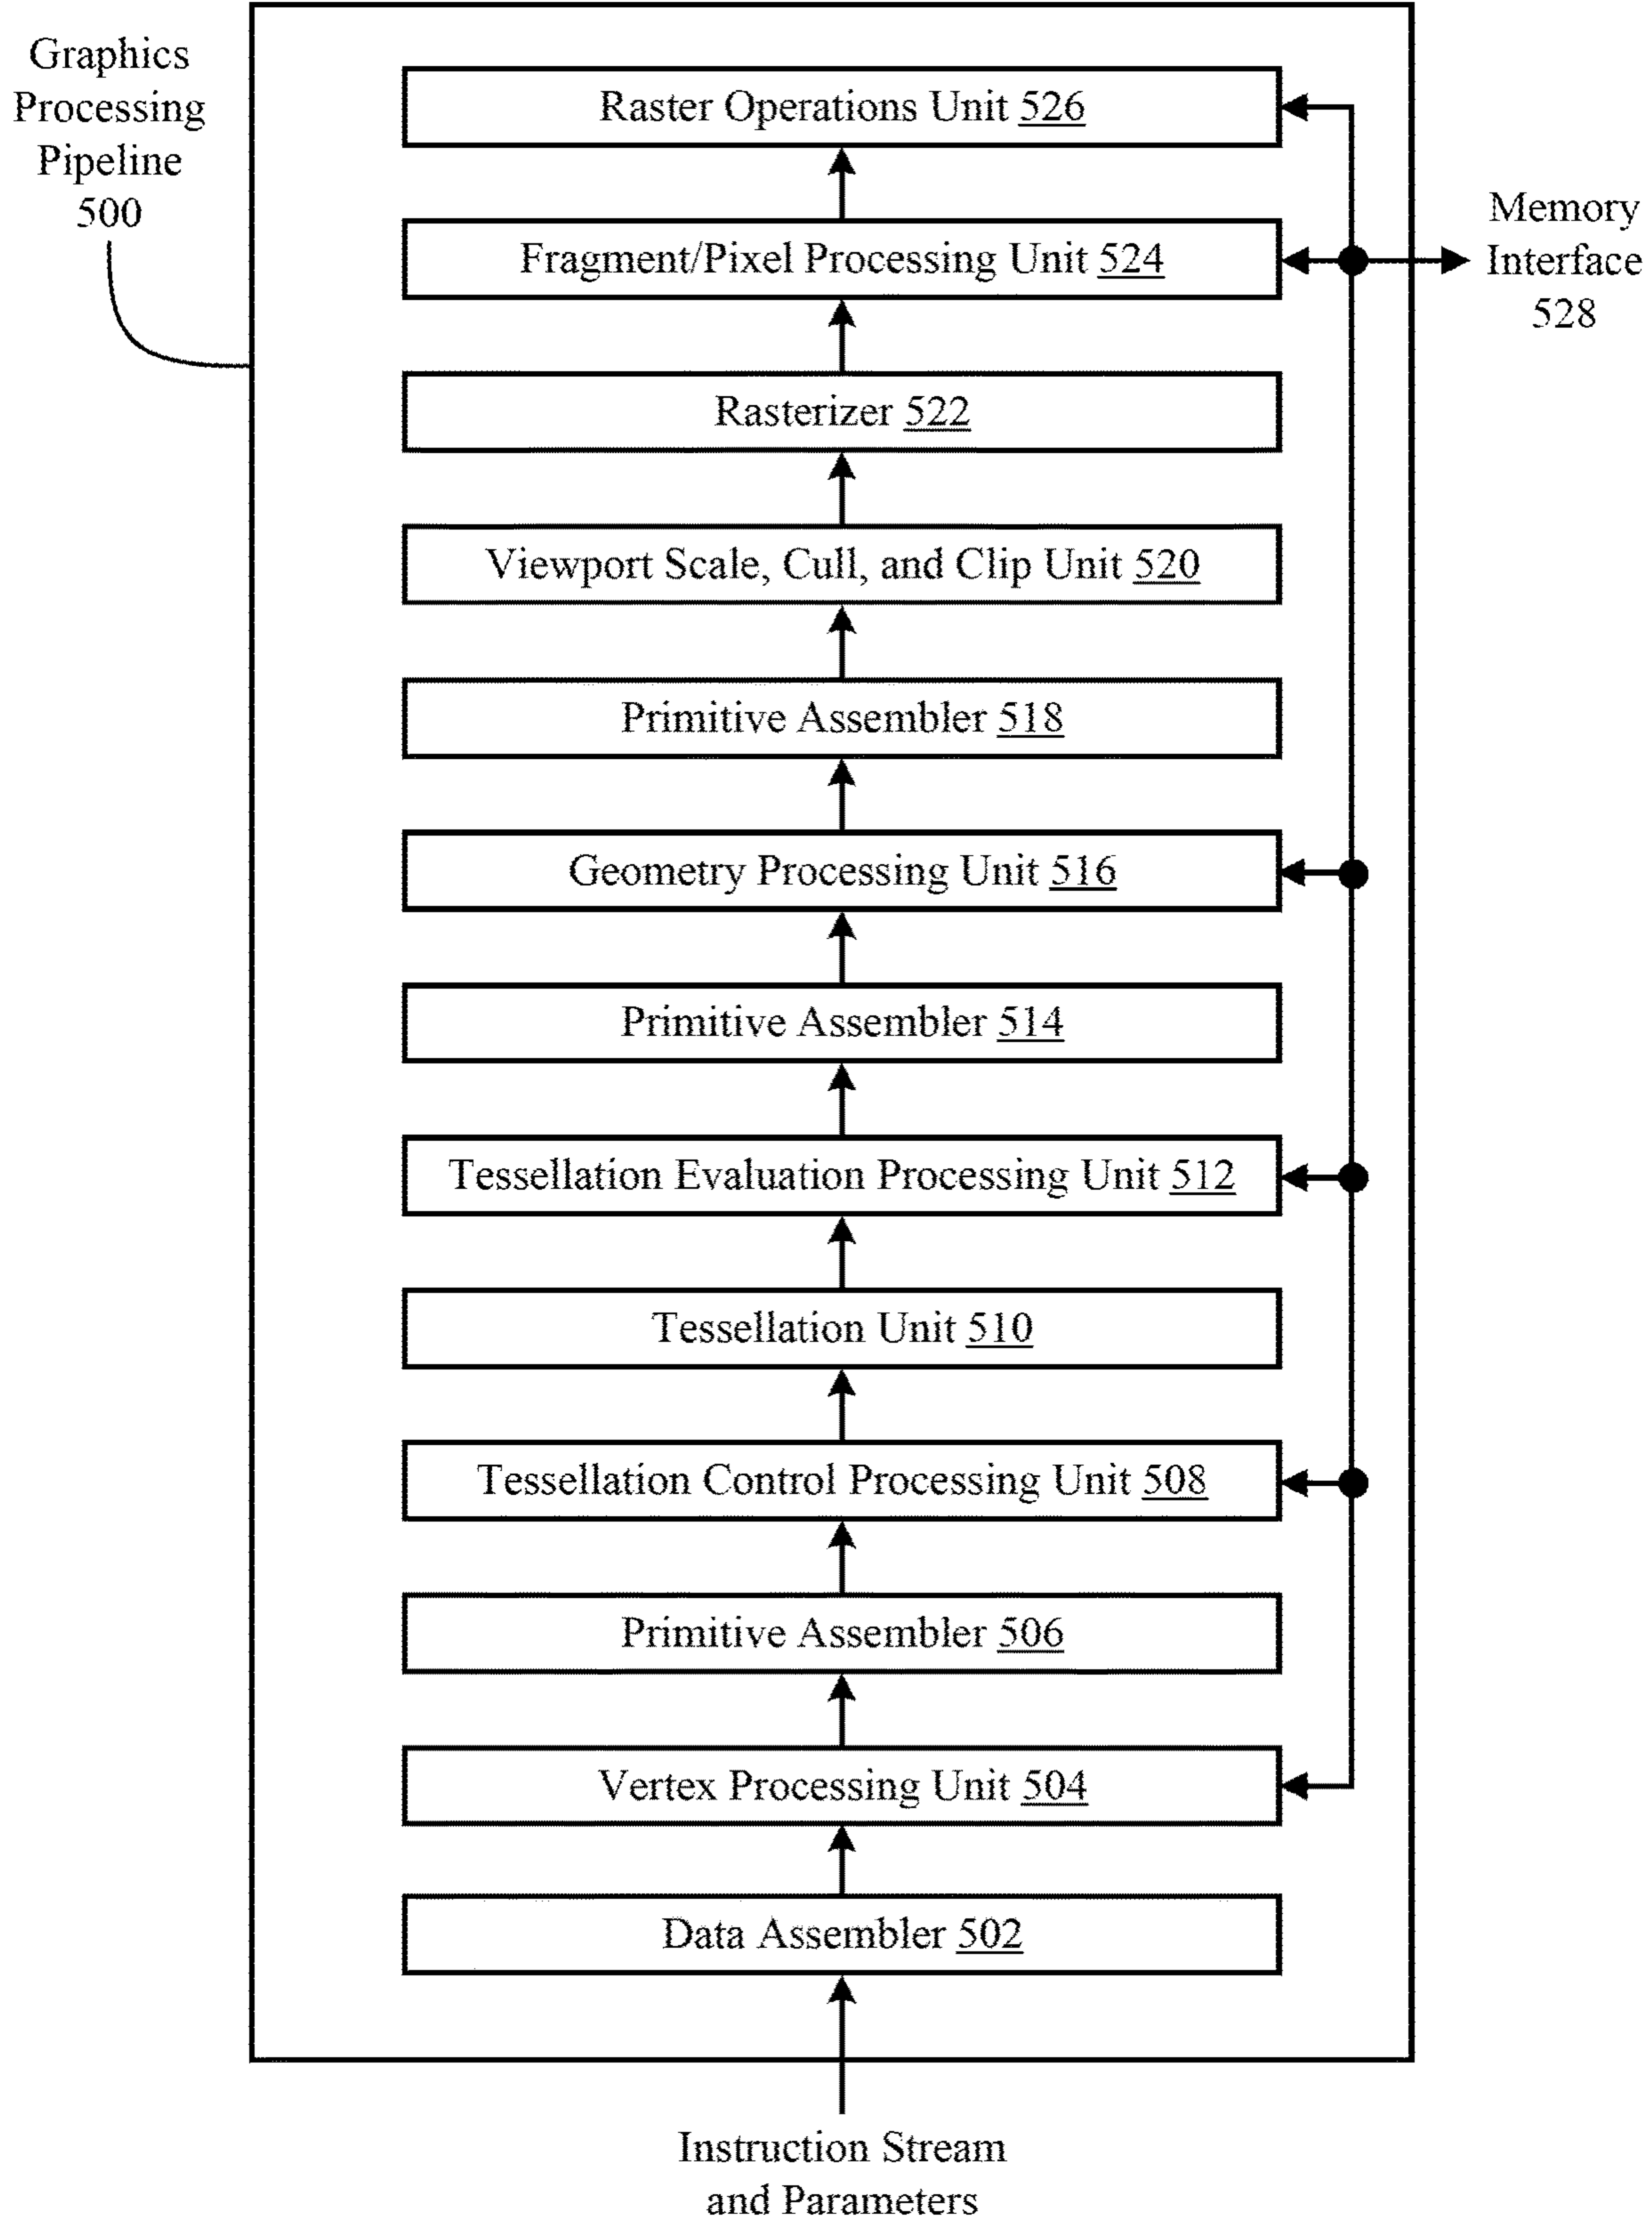 Graphics
Processing
Pipeline
500
Raster Operations Unit 526
Fragment/Pixel Processing Unit 524
Memory
Interface
528
Rasterizer 522
Viewport Scale, Cull, and Clip Unit 520
Primitive Assembler 518
Geometry Processing Unit 516
Primitive Assembler 514
Tessellation Evaluation Processing Unit 512
Tessellation Unit 510
Tessellation Control Processing Unit 508
Primitive Assembler 506
Vertex Processing Unit 504
Data Assembler 502
Instruction Stream
and Parameters